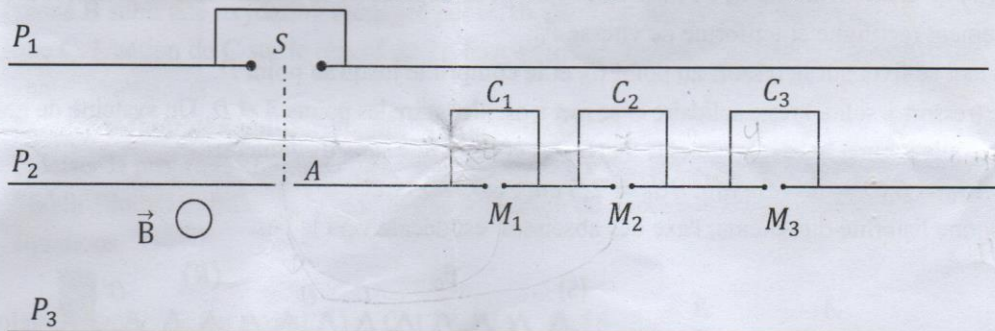 P₁
S
C₁ C₂ C₃
P₂
A
M₁ M₂ M₃
B⃗
P₃